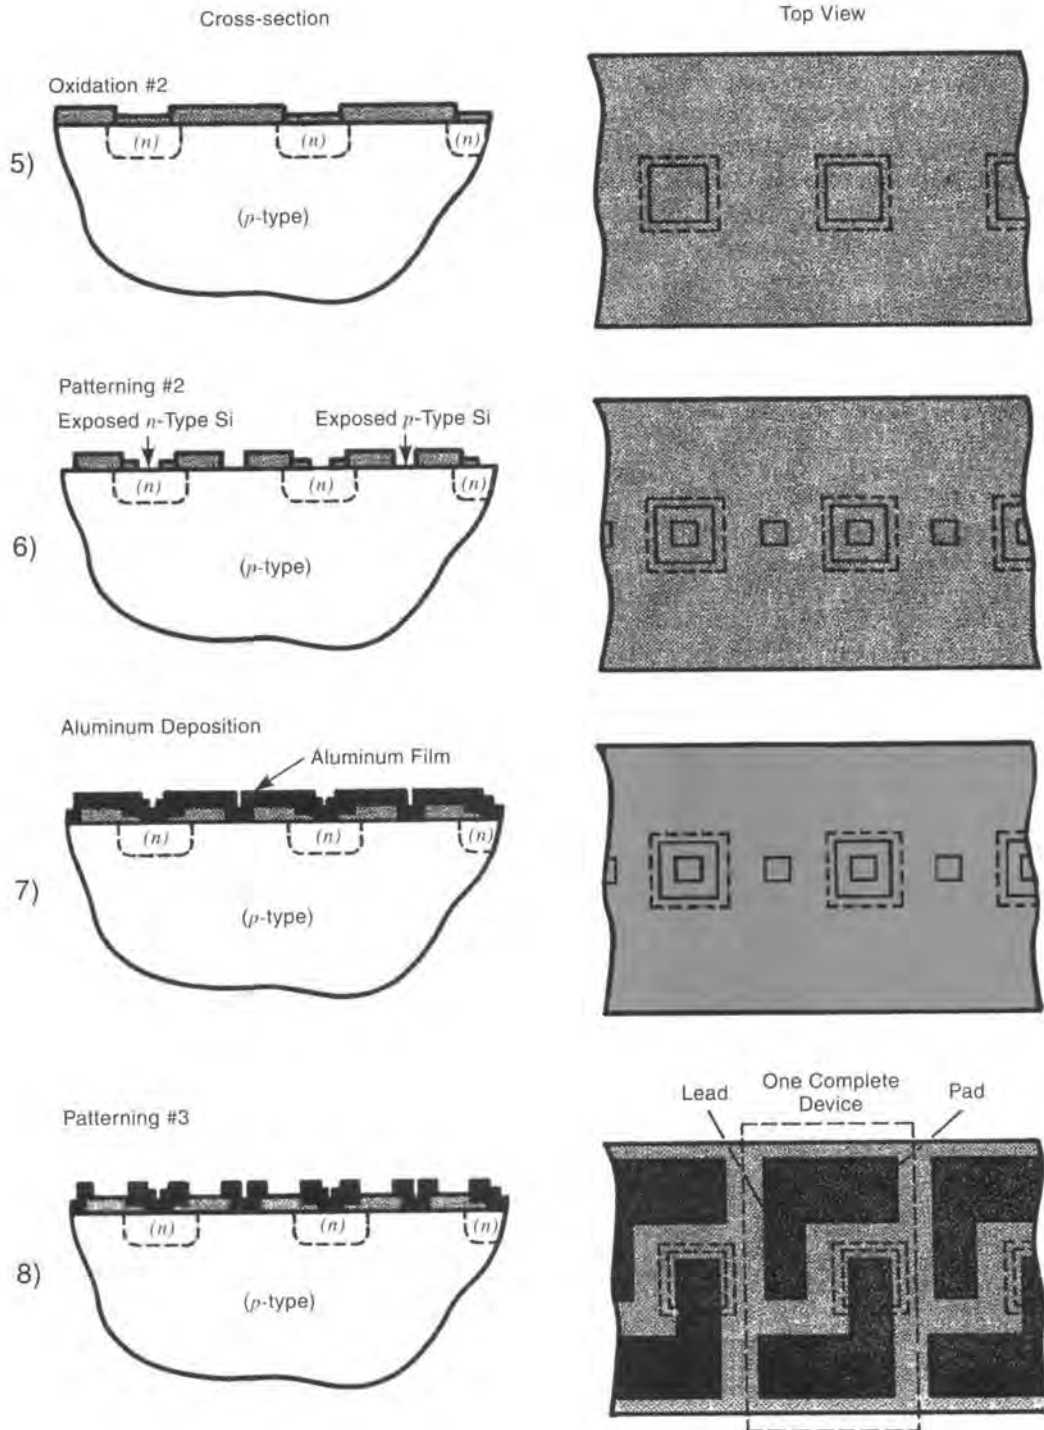 Cross-section
Top View
Oxidation #2
5)
(n)
(n)
(n)
(p-type)
Patterning #2
Exposed n-Type Si
Exposed p-Type Si
6)
(n)
(n)
(n)
(p-type)
Aluminum Deposition
Aluminum Film
7)
(n)
(n)
(n)
(p-type)
Patterning #3
Lead
One Complete
Device
Pad
8)
(n)
(n)
(n)
(p-type)